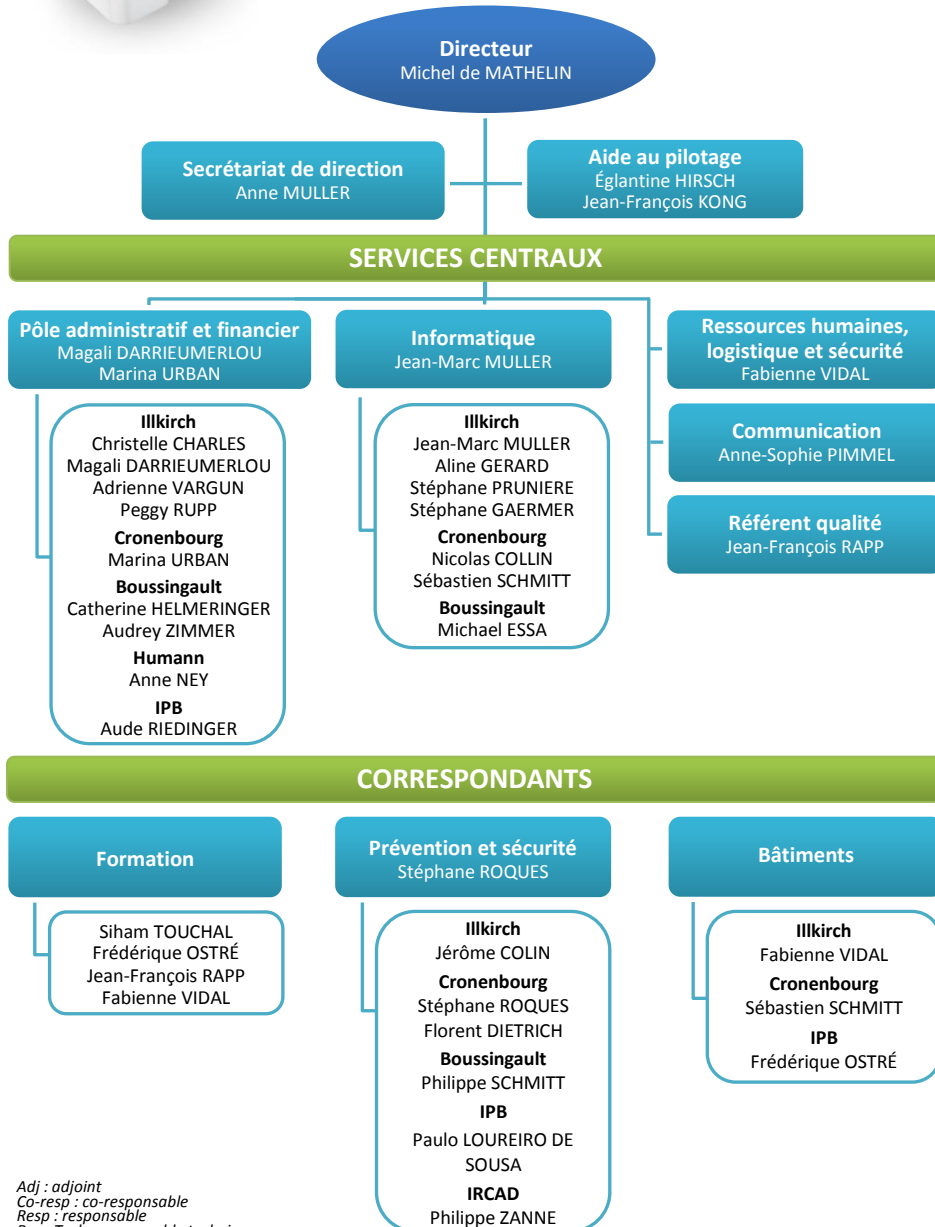 Directeur
Michel de MATHELIN
Secrétariat de direction
Anne MULLER
Aide au pilotage
Églantine HIRSCH
Jean-François KONG
SERVICES CENTRAUX
Pôle administratif et financier
Magali DARRIEUMERLOU
Marina URBAN
Illkirch
Christelle CHARLES
Magali DARRIEUMERLOU
Adrienne VARGUN
Peggy RUPP
Cronenbourg
Marina URBAN
Boussingault
Catherine HELMERINGER
Audrey ZIMMER
Humann
Anne NEY
IPB
Aude RIEDINGER
Informatique
Jean-Marc MULLER
Illkirch
Jean-Marc MULLER
Aline GERARD
Stéphane PRUNIERE
Stéphane GAERMER
Cronenbourg
Nicolas COLLIN
Sébastien SCHMITT
Boussingault
Michael ESSA
Ressources humaines,
logistique et sécurité
Fabienne VIDAL
Communication
Anne-Sophie PIMMEL
Référent qualité
Jean-François RAPP
CORRESPONDANTS
Formation
Siham TOUCHAL
Frédérique OSTRÉ
Jean-François RAPP
Fabienne VIDAL
Prévention et sécurité
Stéphane ROQUES
Illkirch
Jérôme COLIN
Cronenbourg
Stéphane ROQUES
Florent DIETRICH
Boussingault
Philippe SCHMITT
IPB
Paulo LOUREIRO DE
SOUSA
IRCAD
Philippe ZANNE
Bâtiments
Illkirch
Fabienne VIDAL
Cronenbourg
Sébastien SCHMITT
IPB
Frédérique OSTRÉ
Adj : adjoint
Co-resp : co-responsable
Resp : responsable